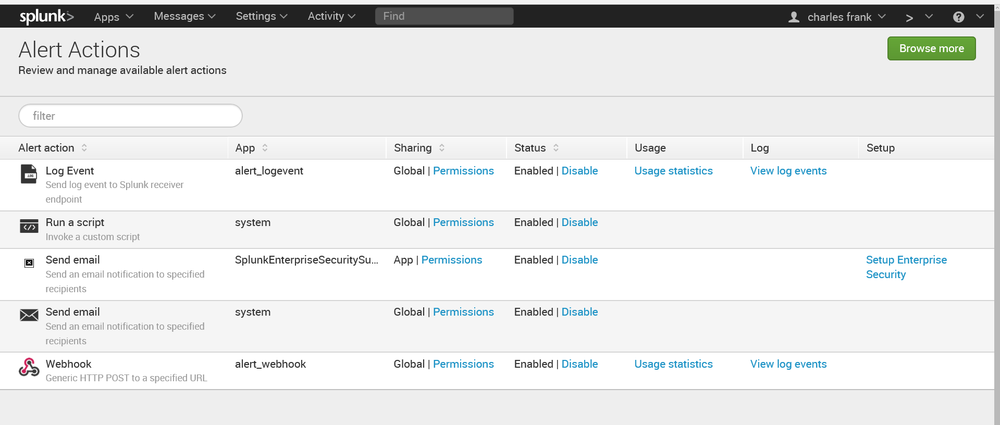 splunk> Apps Messages Settings Activity Find charles frank > ?
Alert Actions
Browse more
Review and manage available alert actions
filter
Alert action App Sharing Status Usage Log Setup
Log Event alert_logevent Global | Permissions Enabled | Disable Usage statistics View log events
Send log event to Splunk receiver
endpoint
Run a script system Global | Permissions Enabled | Disable
Invoke a custom script
Send email SplunkEnterpriseSecuritySu... App | Permissions Enabled | Disable Setup Enterprise
Send an email notification to specified Security
recipients
Send email system Global | Permissions Enabled | Disable
Send an email notification to specified
recipients
Webhook alert_webhook Global | Permissions Enabled | Disable Usage statistics View log events
Generic HTTP POST to a specified URL